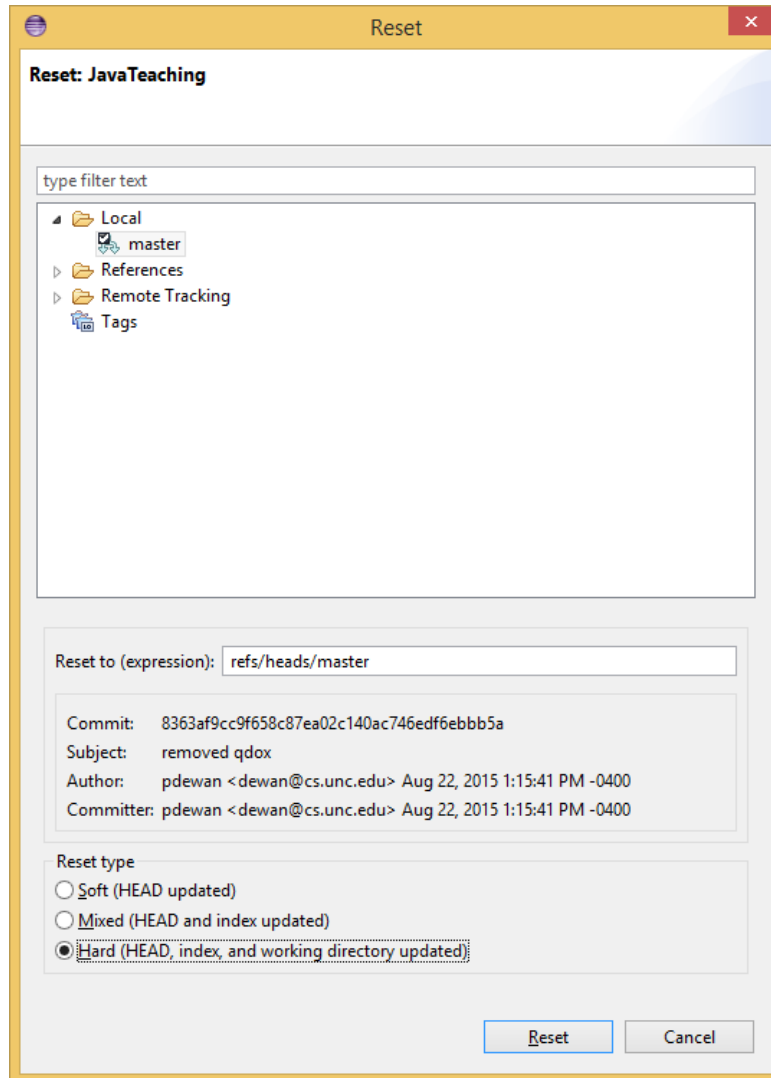 Reset
Reset: JavaTeaching
type filter text
Local
master
References
Remote Tracking
Tags
Reset to (expression): refs/heads/master
Commit: 8363af9cc9f658c87ea02c140ac746edf6ebbb5a
Subject: removed qdox
Author: pdewan <dewan@cs.unc.edu> Aug 22, 2015 1:15:41 PM -0400
Committer: pdewan <dewan@cs.unc.edu> Aug 22, 2015 1:15:41 PM -0400
Reset type
Soft (HEAD updated)
Mixed (HEAD and index updated)
Hard (HEAD, index, and working directory updated)
Reset Cancel